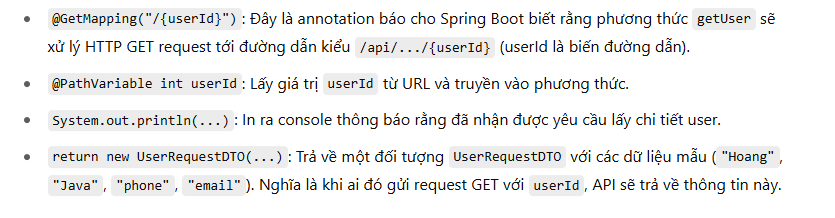 • @GetMapping("/{userId}"): Đây là annotation báo cho Spring Boot biết rằng phương thức getUser sẽ
xử lý HTTP GET request tới đường dẫn kiểu /api/.../{userId} (userId là biến đường dẫn).
• @PathVariable int userId: Lấy giá trị userId từ URL và truyền vào phương thức.
• System.out.println(...): In ra console thông báo rằng đã nhận được yêu cầu lấy chi tiết user.
• return new UserRequestDTO(...): Trả về một đối tượng UserRequestDTO với các dữ liệu mẫu ("Hoang",
"Java", "phone", "email"). Nghĩa là khi ai đó gửi request GET với userId, API sẽ trả về thông tin này.